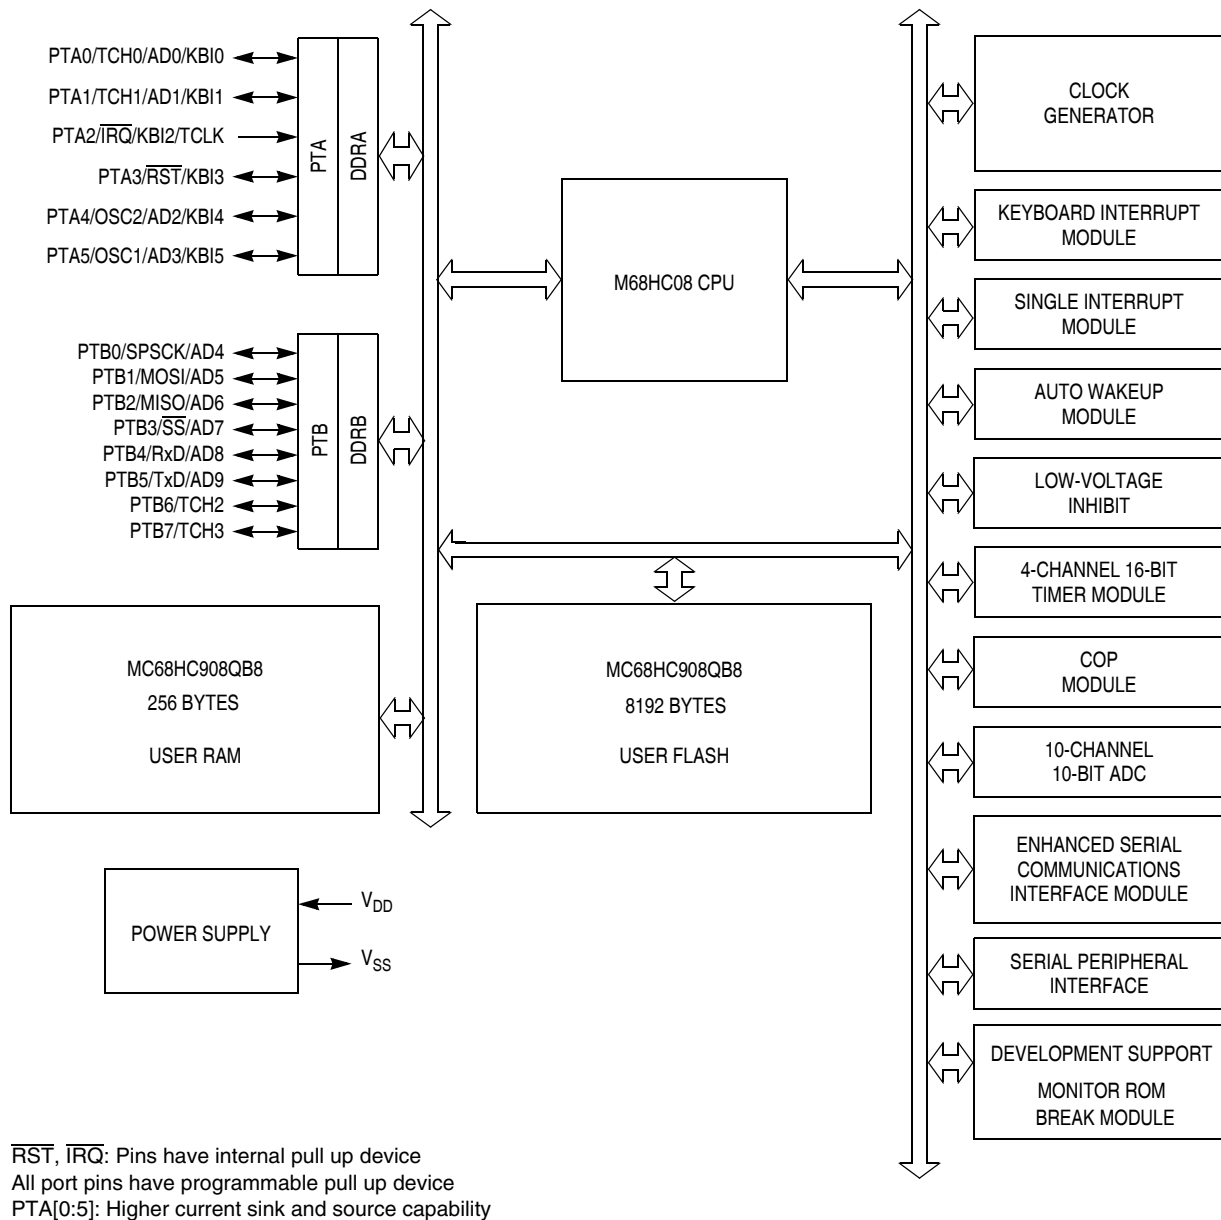 PTA0/TCH0/AD0/KBI0
PTA1/TCH1/AD1/KBI1
PTA2/I̅R̅Q̅/KBI2/TCLK
PTA3/R̅S̅T̅/KBI3
PTA4/OSC2/AD2/KBI4
PTA5/OSC1/AD3/KBI5
PTA
DDRA
PTB0/SPSCK/AD4
PTB1/MOSI/AD5
PTB2/MISO/AD6
PTB3/S̅S̅/AD7
PTB4/RxD/AD8
PTB5/TxD/AD9
PTB6/TCH2
PTB7/TCH3
PTB
DDRB
M68HC08 CPU
MC68HC908QB8
256 BYTES
USER RAM
MC68HC908QB8
8192 BYTES
USER FLASH
POWER SUPPLY
VDD
VSS
CLOCK
GENERATOR
KEYBOARD INTERRUPT
MODULE
SINGLE INTERRUPT
MODULE
AUTO WAKEUP
MODULE
LOW-VOLTAGE
INHIBIT
4-CHANNEL 16-BIT
TIMER MODULE
COP
MODULE
10-CHANNEL
10-BIT ADC
ENHANCED SERIAL
COMMUNICATIONS
INTERFACE MODULE
SERIAL PERIPHERAL
INTERFACE
DEVELOPMENT SUPPORT
MONITOR ROM
BREAK MODULE
R̅S̅T̅, I̅R̅Q̅: Pins have internal pull up device
All port pins have programmable pull up device
PTA[0:5]: Higher current sink and source capability